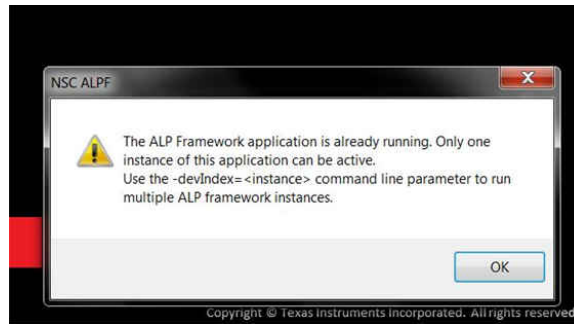 NSC ALPF
The ALP Framework application is already running. Only one
instance of this application can be active.
Use the -devIndex=<instance> command line parameter to run
multiple ALP framework instances.
OK
Copyright © Texas Instruments Incorporated. All rights reserved